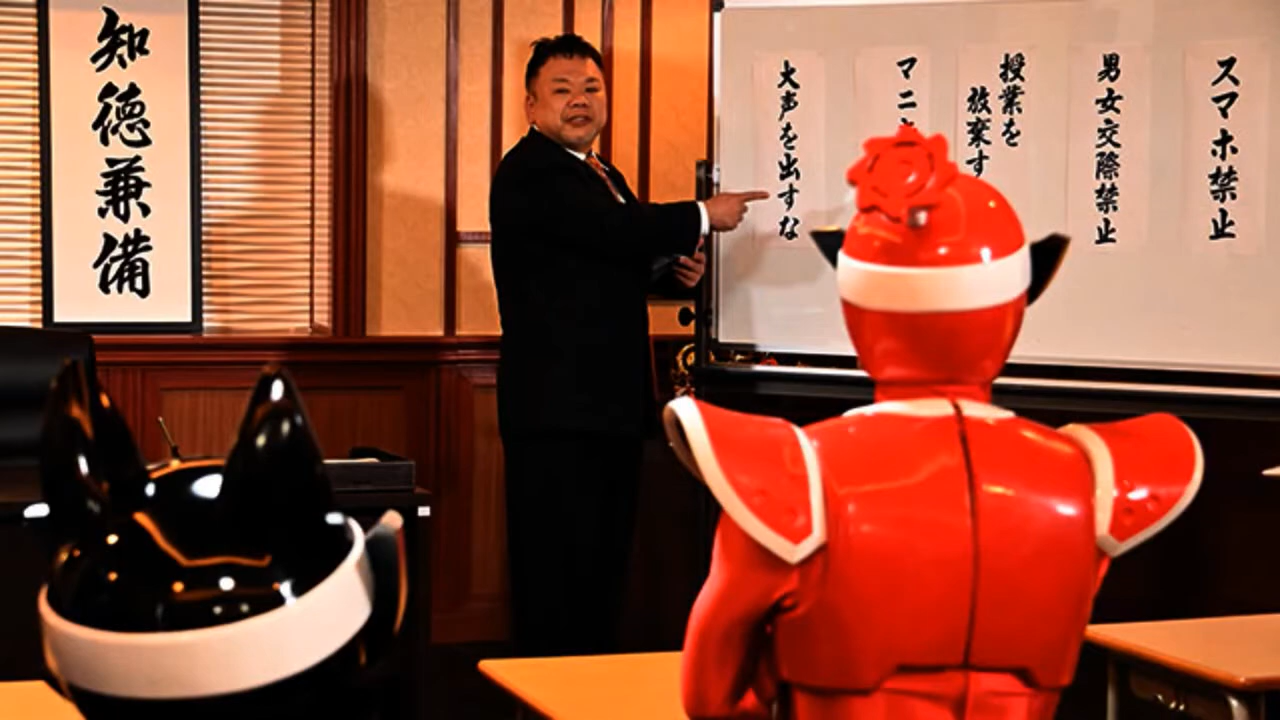 知徳兼備
スマホ禁止
男女交際禁止
授業を
放棄す
マニ
大声を出すな